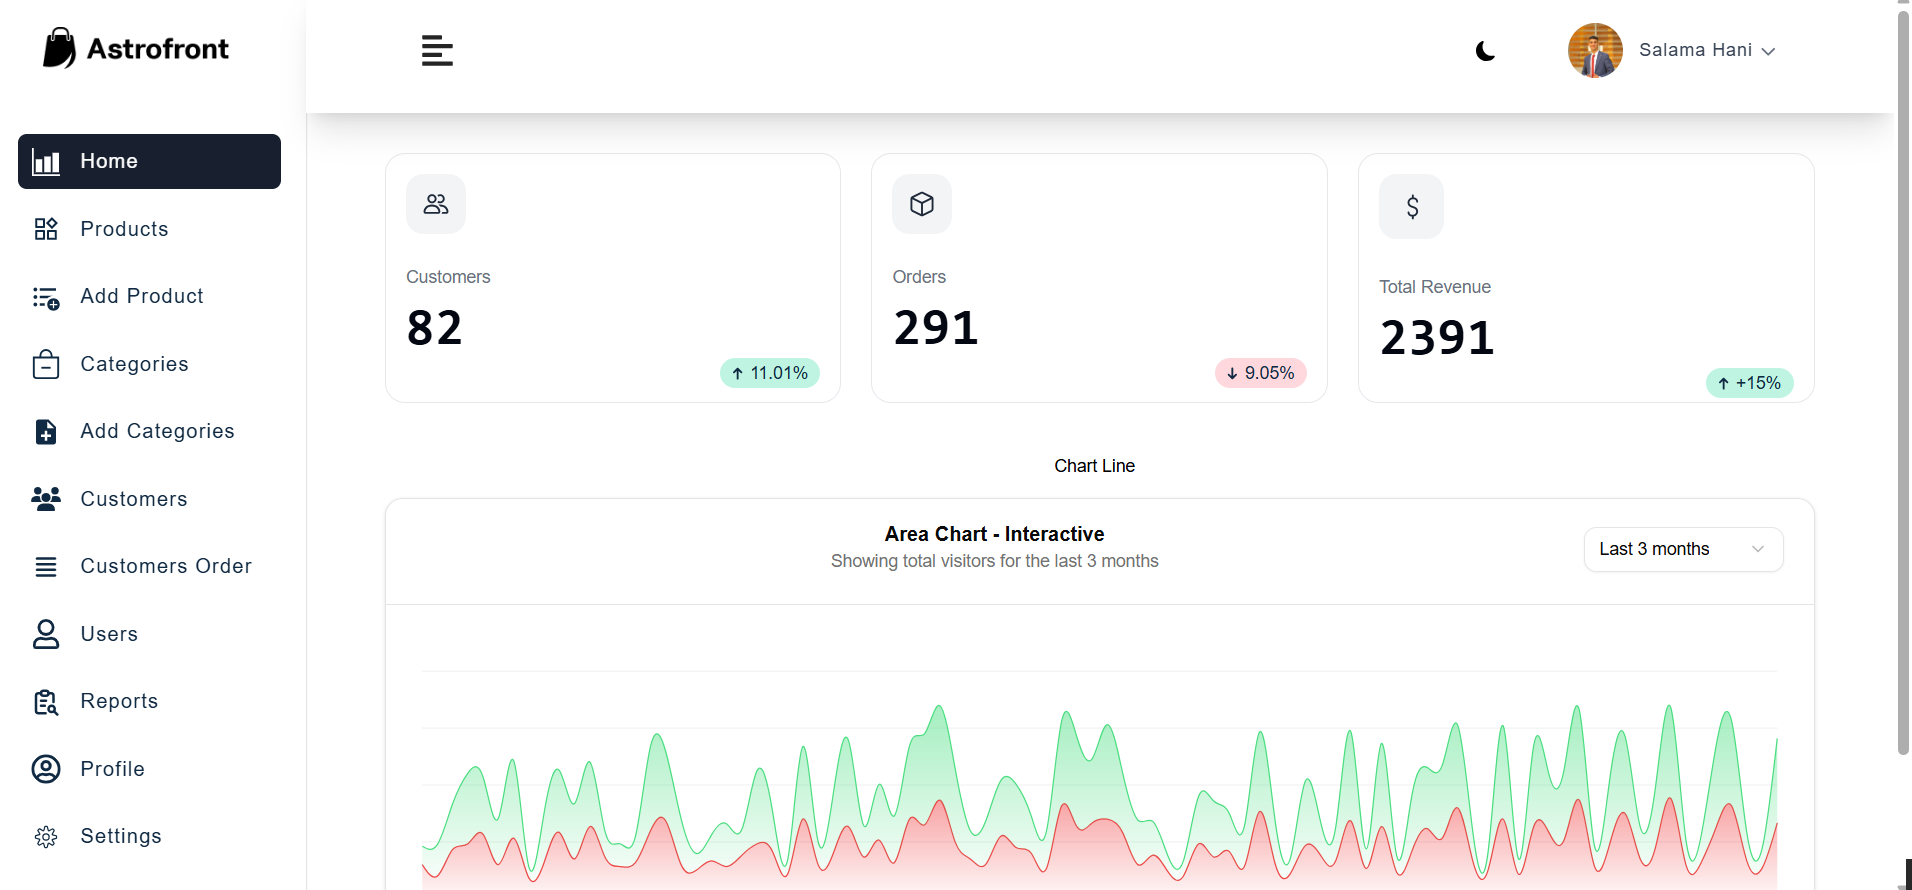 Astrofront
Salama Hani
Home
Products
Add Product
Categories
Add Categories
Customers
Customers Order
Users
Reports
Profile
Settings
Customers
82
11.01%
Orders
291
9.05%
$
Total Revenue
2391
+15%
Chart Line
Area Chart - Interactive
Showing total visitors for the last 3 months
Last 3 months